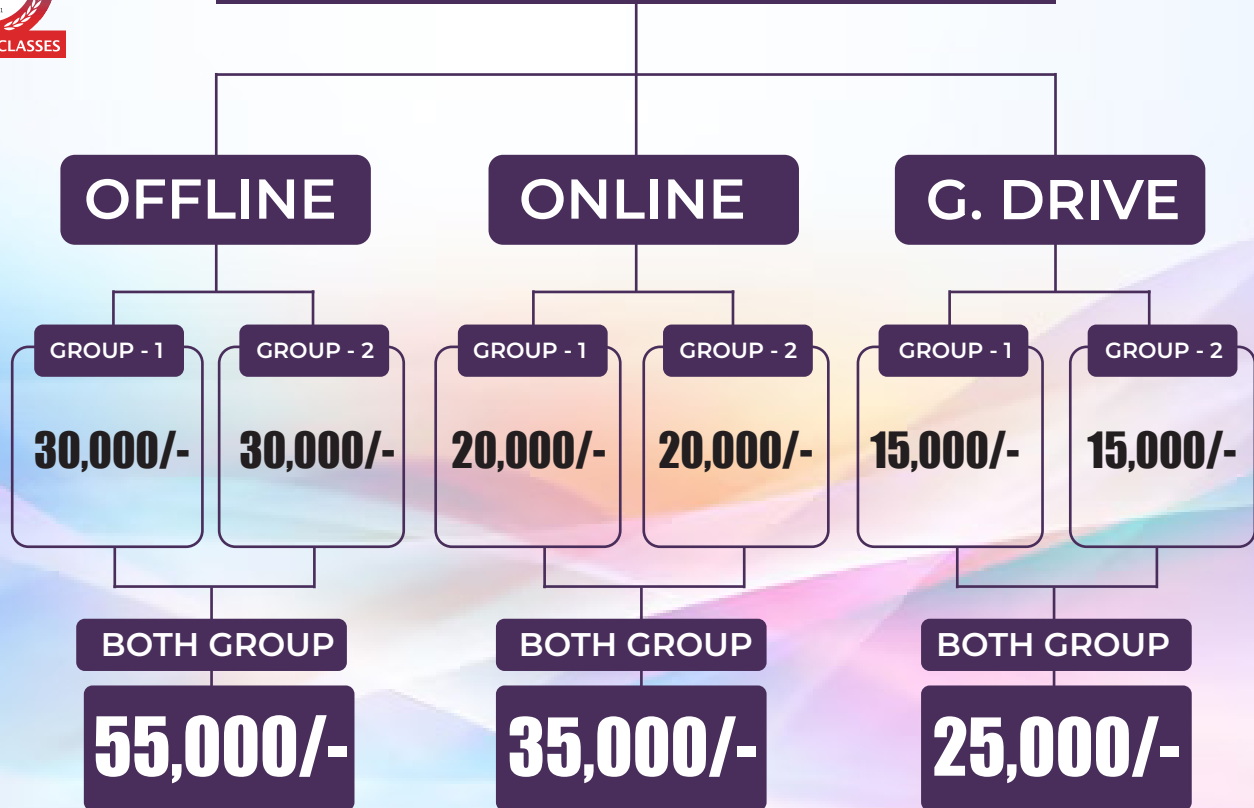 CLASSES
OFFLINE ONLINE G. DRIVE
GROUP - 1 GROUP - 2 GROUP - 1 GROUP - 2 GROUP - 1 GROUP - 2
30,000/- 30,000/- 20,000/- 20,000/- 15,000/- 15,000/-
BOTH GROUP BOTH GROUP BOTH GROUP
55,000/- 35,000/- 25,000/-